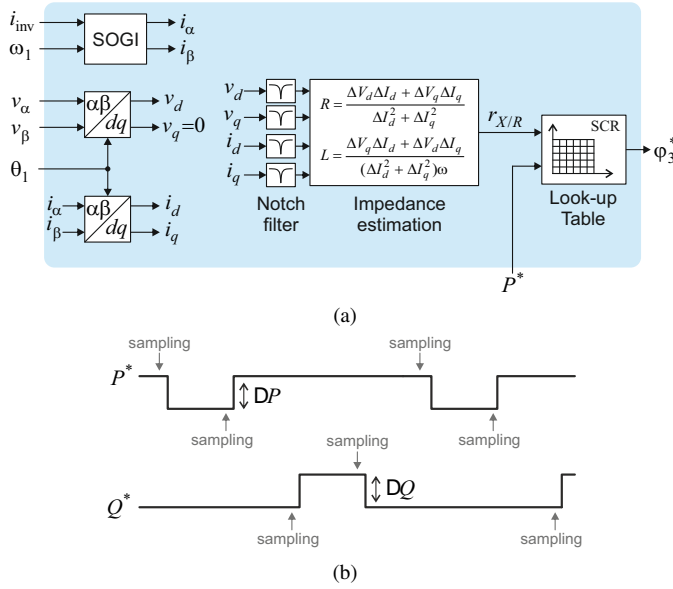 i_inv
ω_1
SOGI
i_α
i_β
v_α
v_β
αβ
dq
v_d
v_q=0
θ_1
i_α
i_β
αβ
dq
i_d
i_q
v_d
v_q
i_d
i_q
Notch
filter
R = (ΔV_dΔI_d + ΔV_qΔI_q) / (ΔI_d^2 + ΔI_q^2)
L = (ΔV_qΔI_d + ΔV_dΔI_q) / ((ΔI_d^2 + ΔI_q^2)ω)
Impedance
estimation
r_X/R
SCR
Look-up
Table
φ_3^*
P^*
(a)
sampling
sampling
P^*
DP
sampling
sampling
sampling
Q^*
DQ
sampling
sampling
(b)